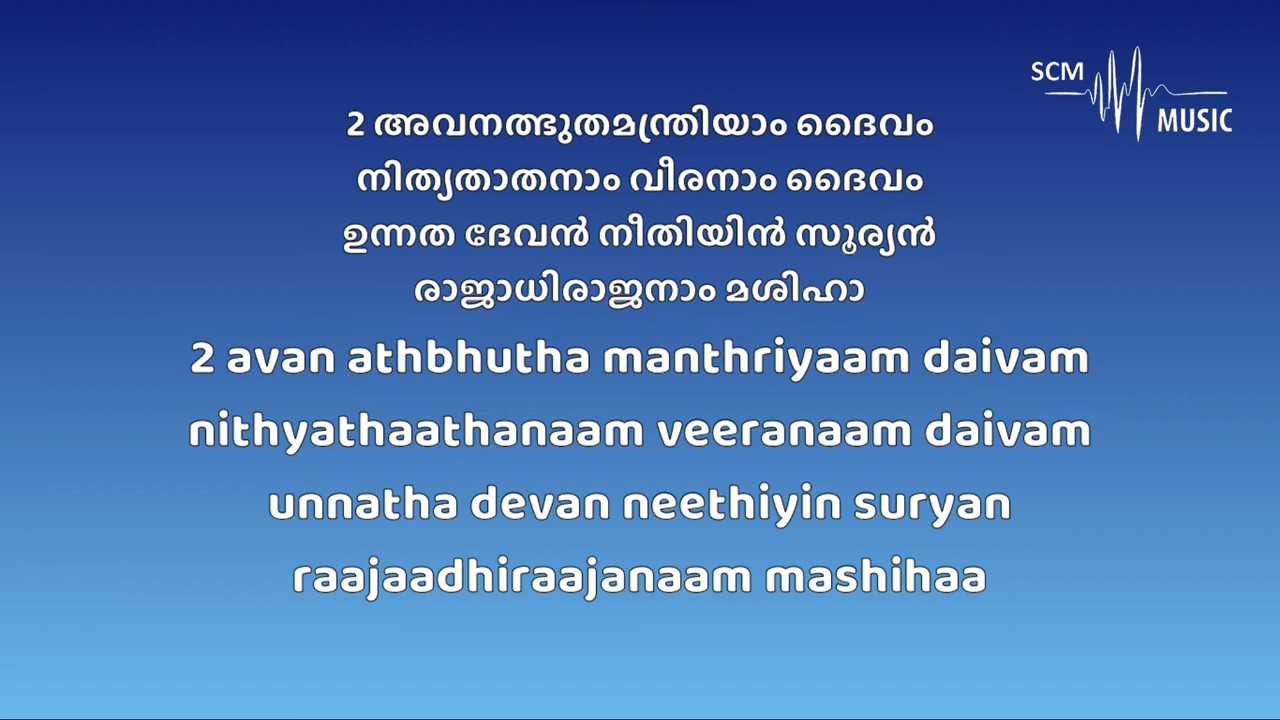 SCM
MUSIC
2 അവനത്ഭുതമന്ത്രിയാം ദൈവം
നിത്യതാതനാം വീരനാം ദൈവം
ഉന്നത ദേവൻ നീതിയിൻ സൂര്യൻ
രാജാധിരാജനാം മശിഹാ
2 avan athbhutha manthriyaam daivam
nithyathaathanaam veeranaam daivam
unnatha devan neethiyin suryan
raajaadhiraajanaam mashihaa